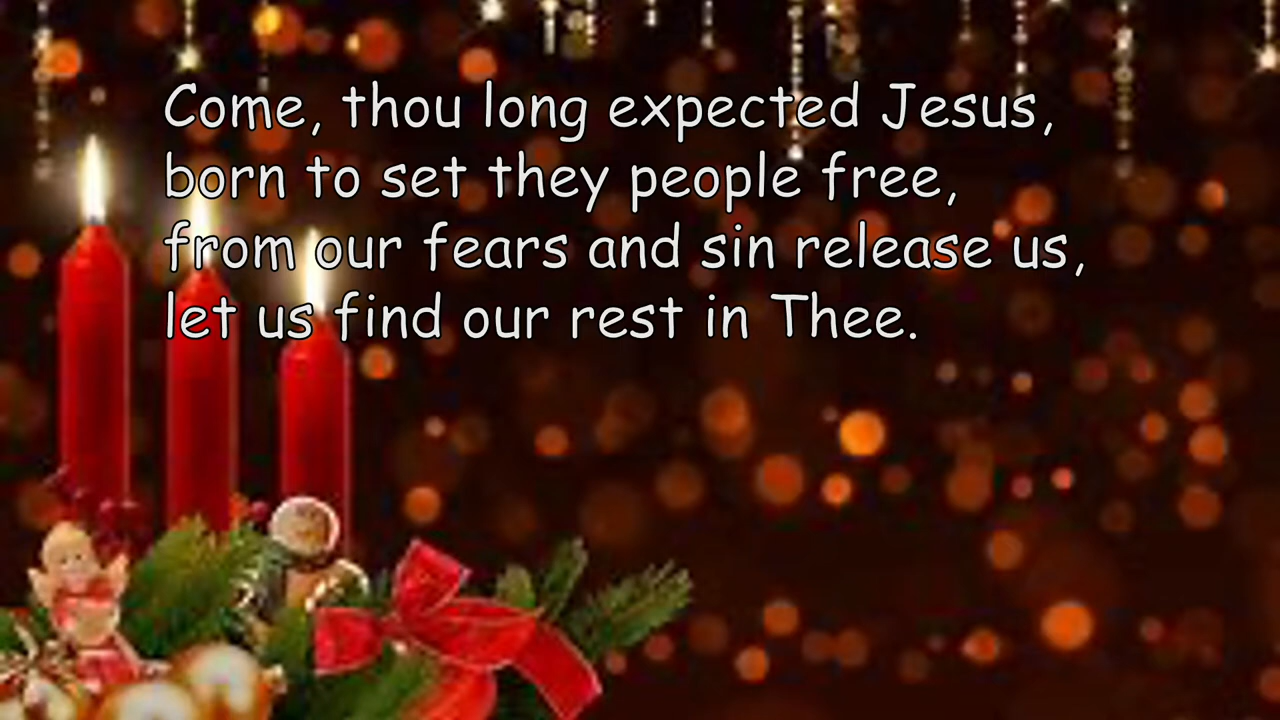 Come, thou long expected Jesus,
born to set they people free,
from our fears and sin release us,
let us find our rest in Thee.